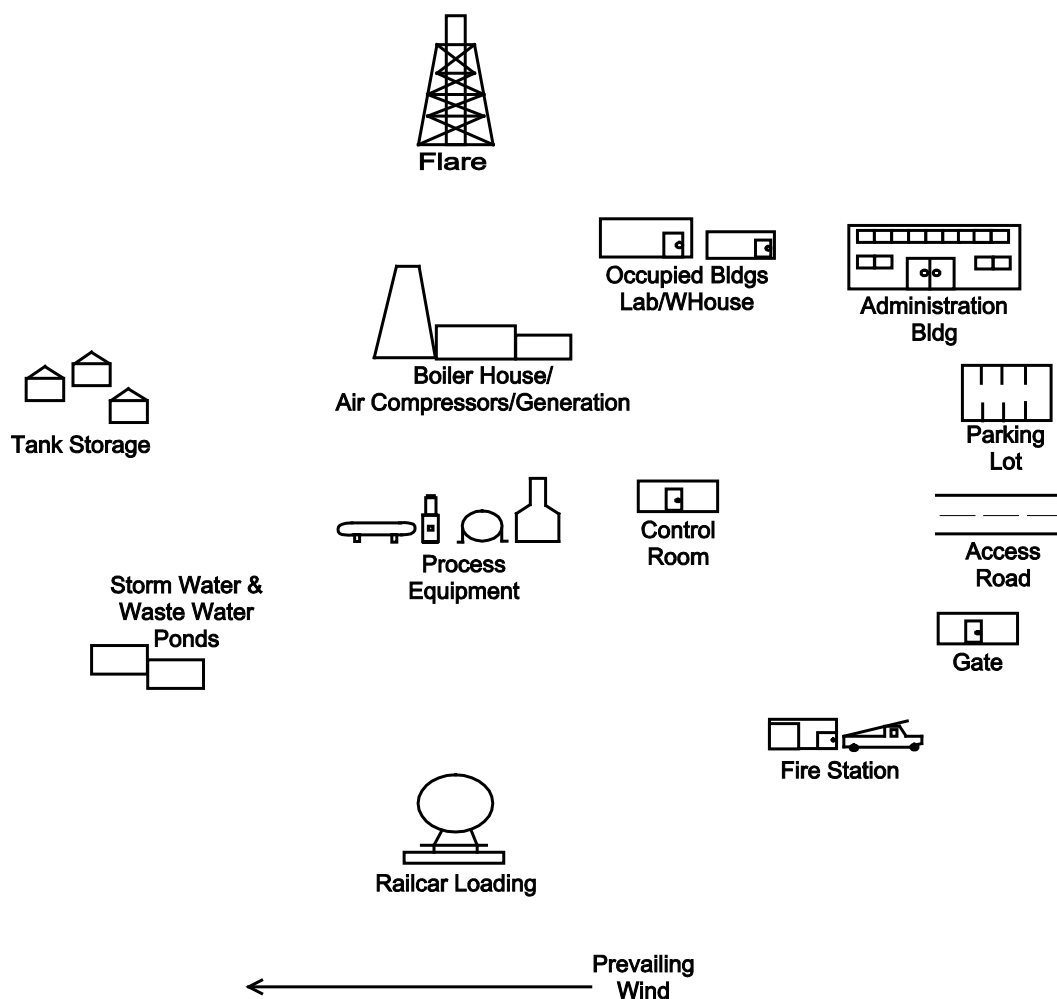 Flare
Occupied Bldgs
Lab/WHouse
Administration
Bldg
Boiler House/
Air Compressors/Generation
Tank Storage
Parking
Lot
Control
Room
Access
Road
Process
Equipment
Storm Water &
Waste Water
Ponds
Gate
Fire Station
Railcar Loading
Prevailing
Wind